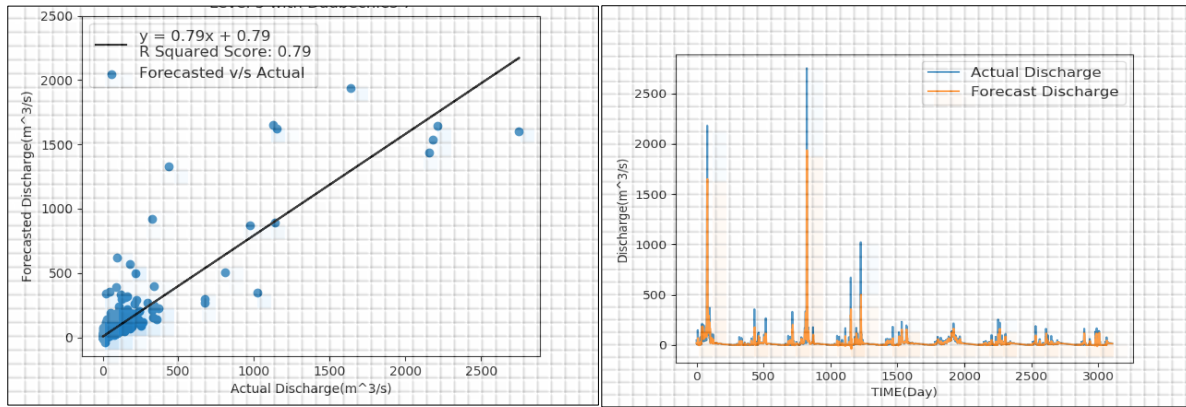 y = 0.79x + 0.79
R Squared Score: 0.79
Forecasted v/s Actual
2500
2000
1500
1000
500
0
Forecasted Discharge(m^3/s)
0 500 1000 1500 2000 2500
Actual Discharge(m^3/s)
Actual Discharge
Forecast Discharge
2500
2000
1500
1000
500
0
Discharge(m^3/s)
0 500 1000 1500 2000 2500 3000
TIME(Day)